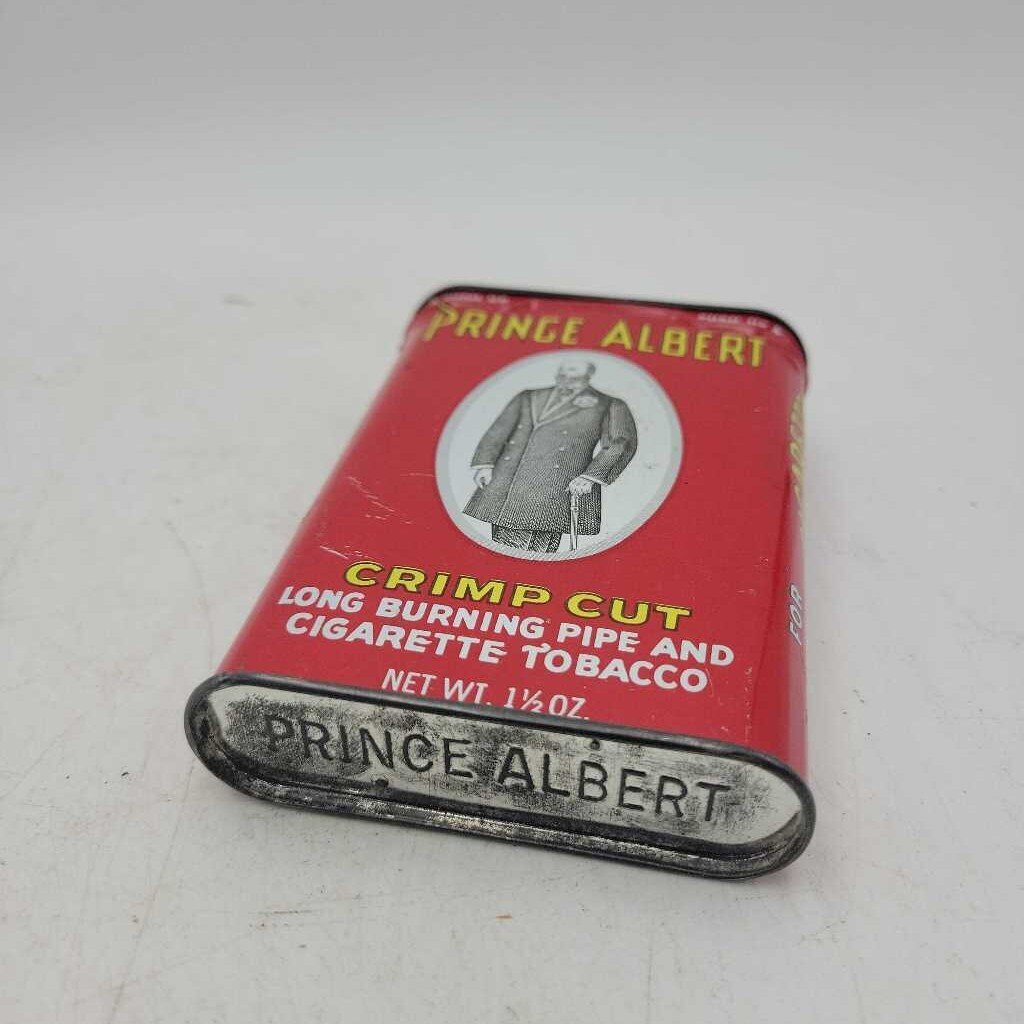 PRINCE ALBERT
CRIMP CUT
LONG BURNING PIPE AND
CIGARETTE TOBACCO
NET WT. 1½ OZ.
PRINCE ALBERT
FOR